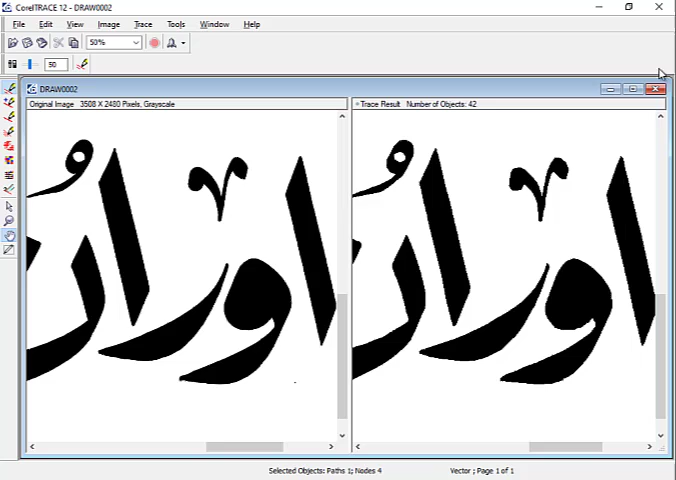 CorelTRACE 12 - DRAW0002
File Edit View Image Trace Tools Window Help
50%
50
DRAW0002
Original Image 3508 X 2480 Pixels, Grayscale
Trace Result Number of Objects: 42
Selected Objects: Paths 1; Nodes 4 Vector ; Page 1 of 1